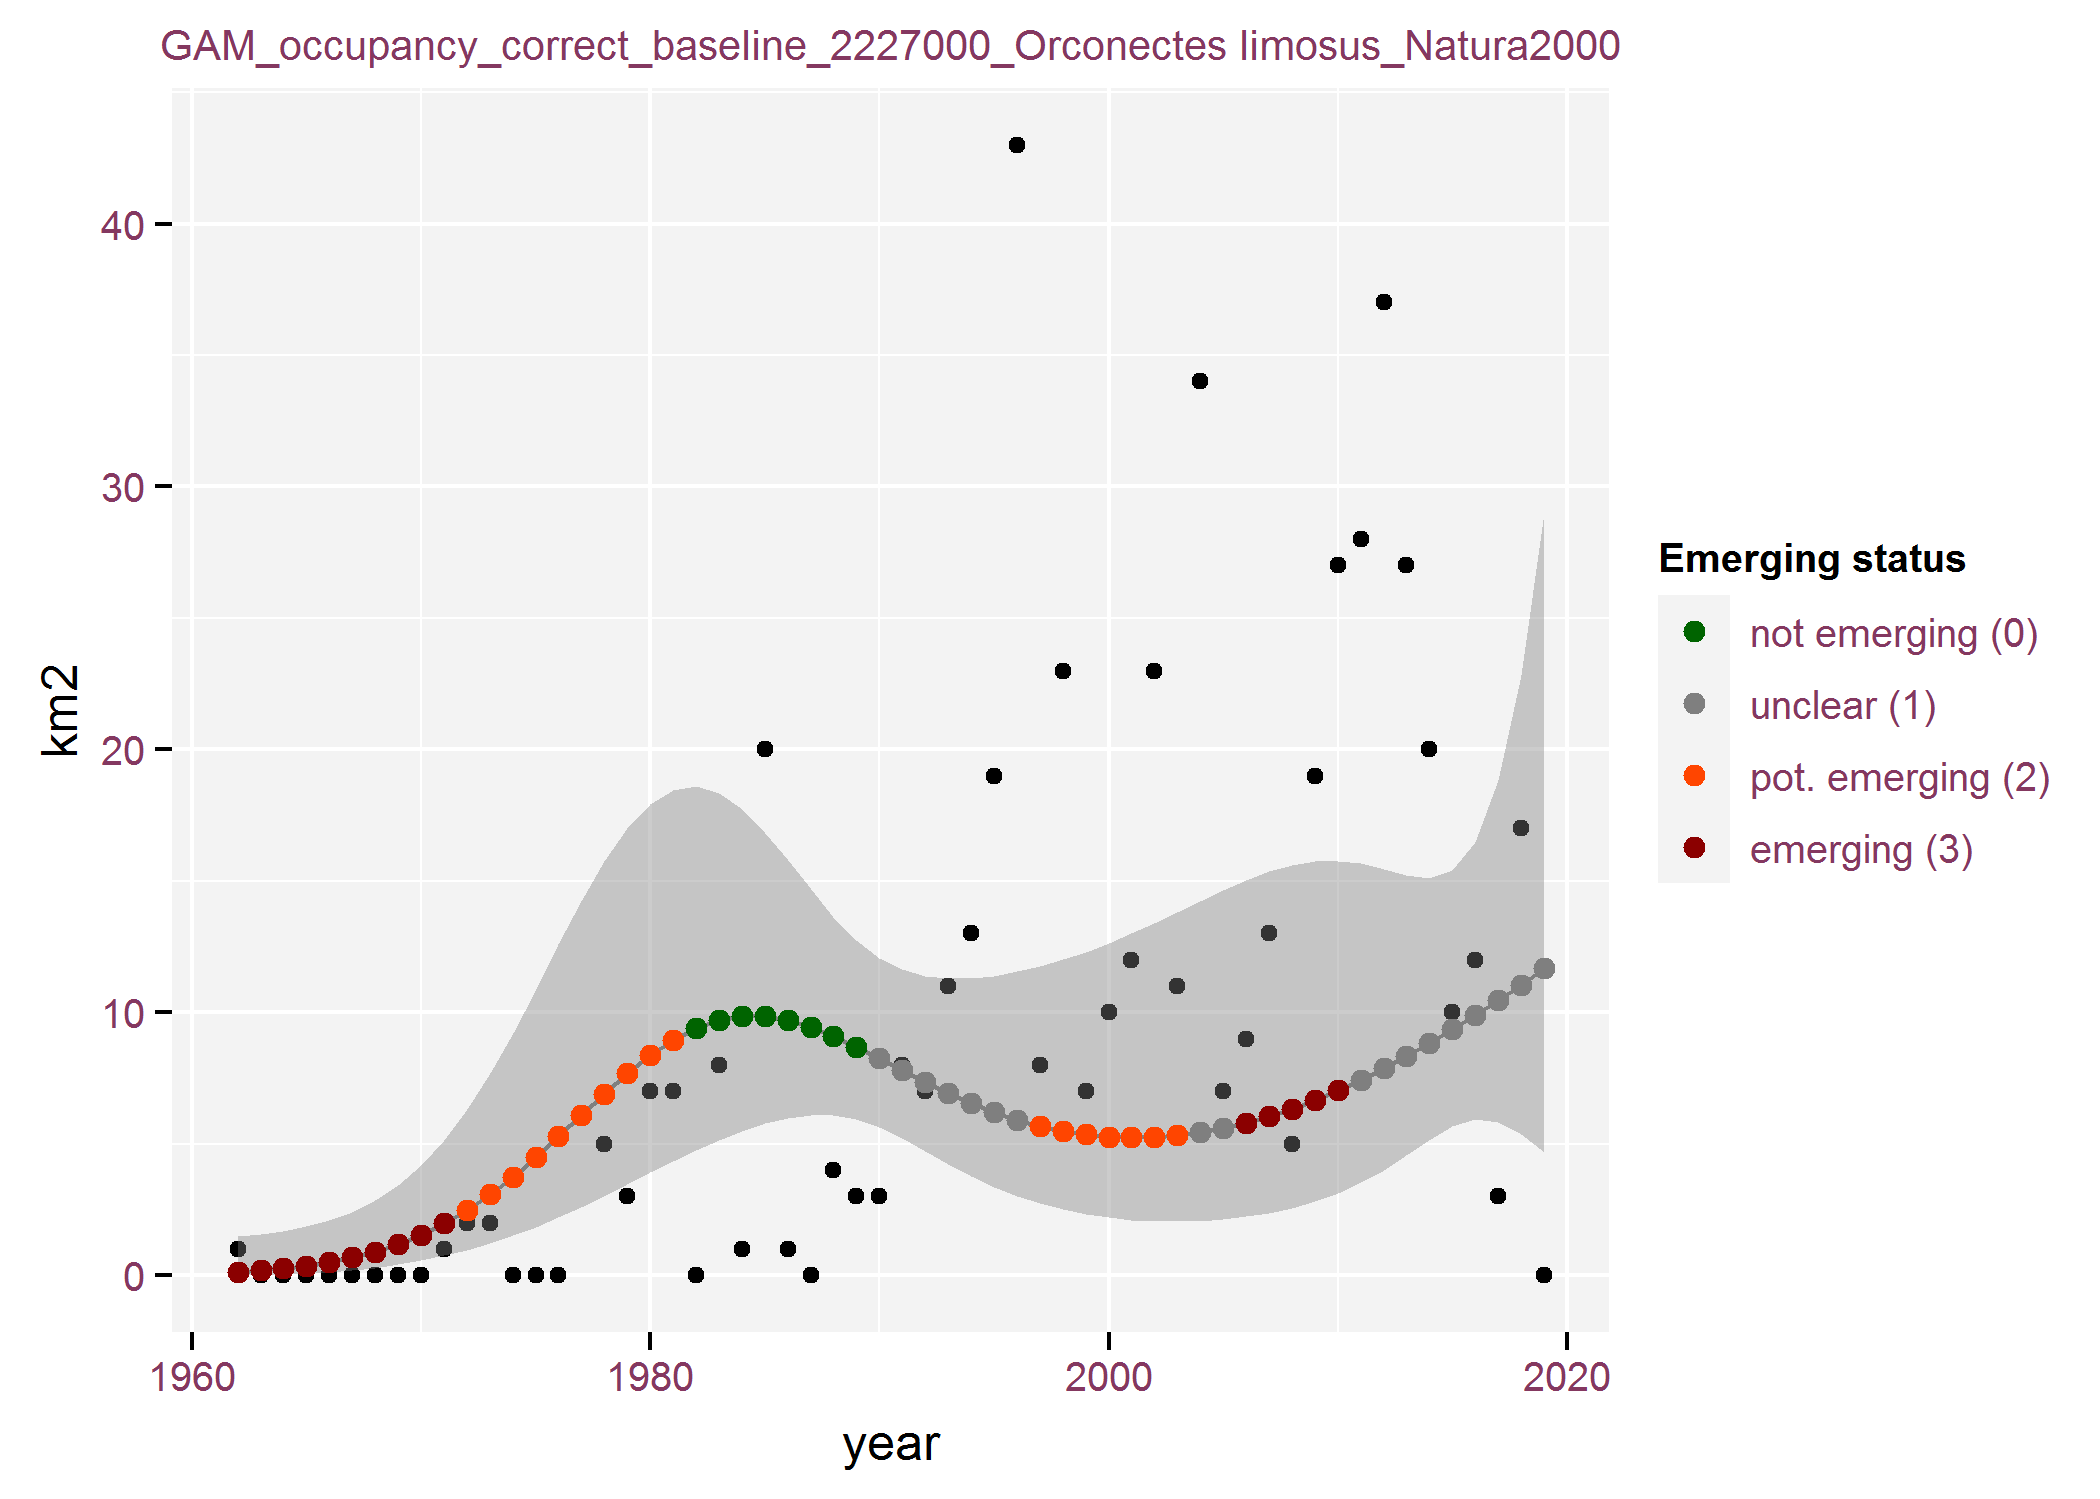 GAM_occupancy_correct_baseline_2227000_Orconectes limosus_Natura2000
40
30
20
10
0
km2
1960
1980
2000
2020
year
Emerging status
not emerging (0)
unclear (1)
pot. emerging (2)
emerging (3)